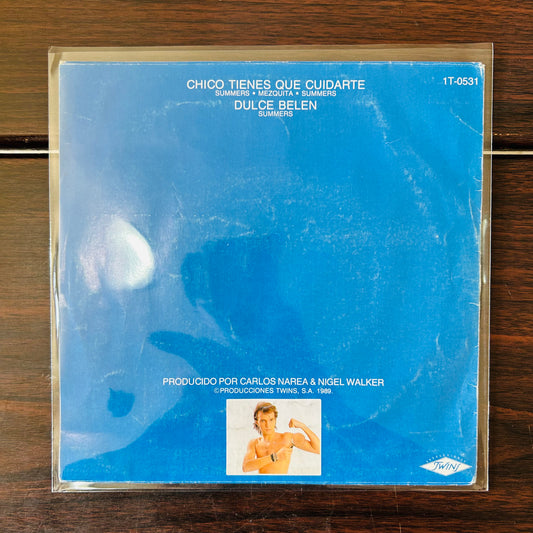 CHICO TIENES QUE CUIDARTE
SUMMERS • MEZQUITA • SUMMERS
DULCE BELEN
SUMMERS
1T-0531
PRODUCIDO POR CARLOS NAREA & NIGEL WALKER
©PRODUCCIONES TWINS, S.A. 1989.
TWINS